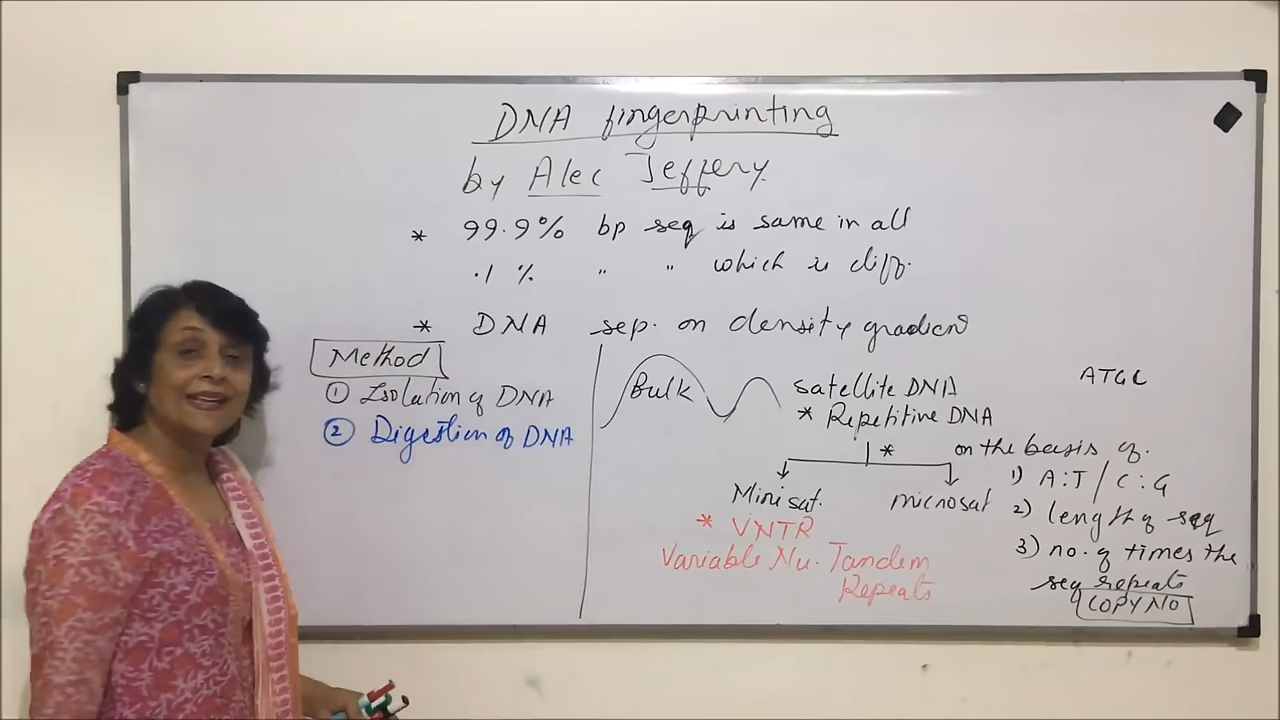 DNA fingerprinting
by Alec Jeffery
* 99.9% bp seq is same in all
.1 % " " which is diff.
* DNA sep. on density gradient
Method
① Isolation of DNA
② Digestion of DNA
Bulk
satellite DNA
* Repetitive DNA
*
Minisat.
microsat
* VNTR
Variable Nu. Tandem
Repeats
ATGC
on the basis of.
1) A:T / C:G
2) length of seq
3) no. of times the
seq repeats
COPY NO